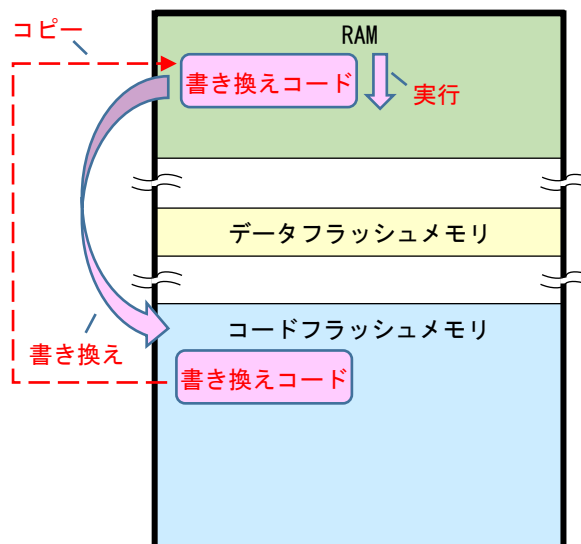 コピー
RAM
書き換えコード
実行
データフラッシュメモリ
コードフラッシュメモリ
書き換え
書き換えコード